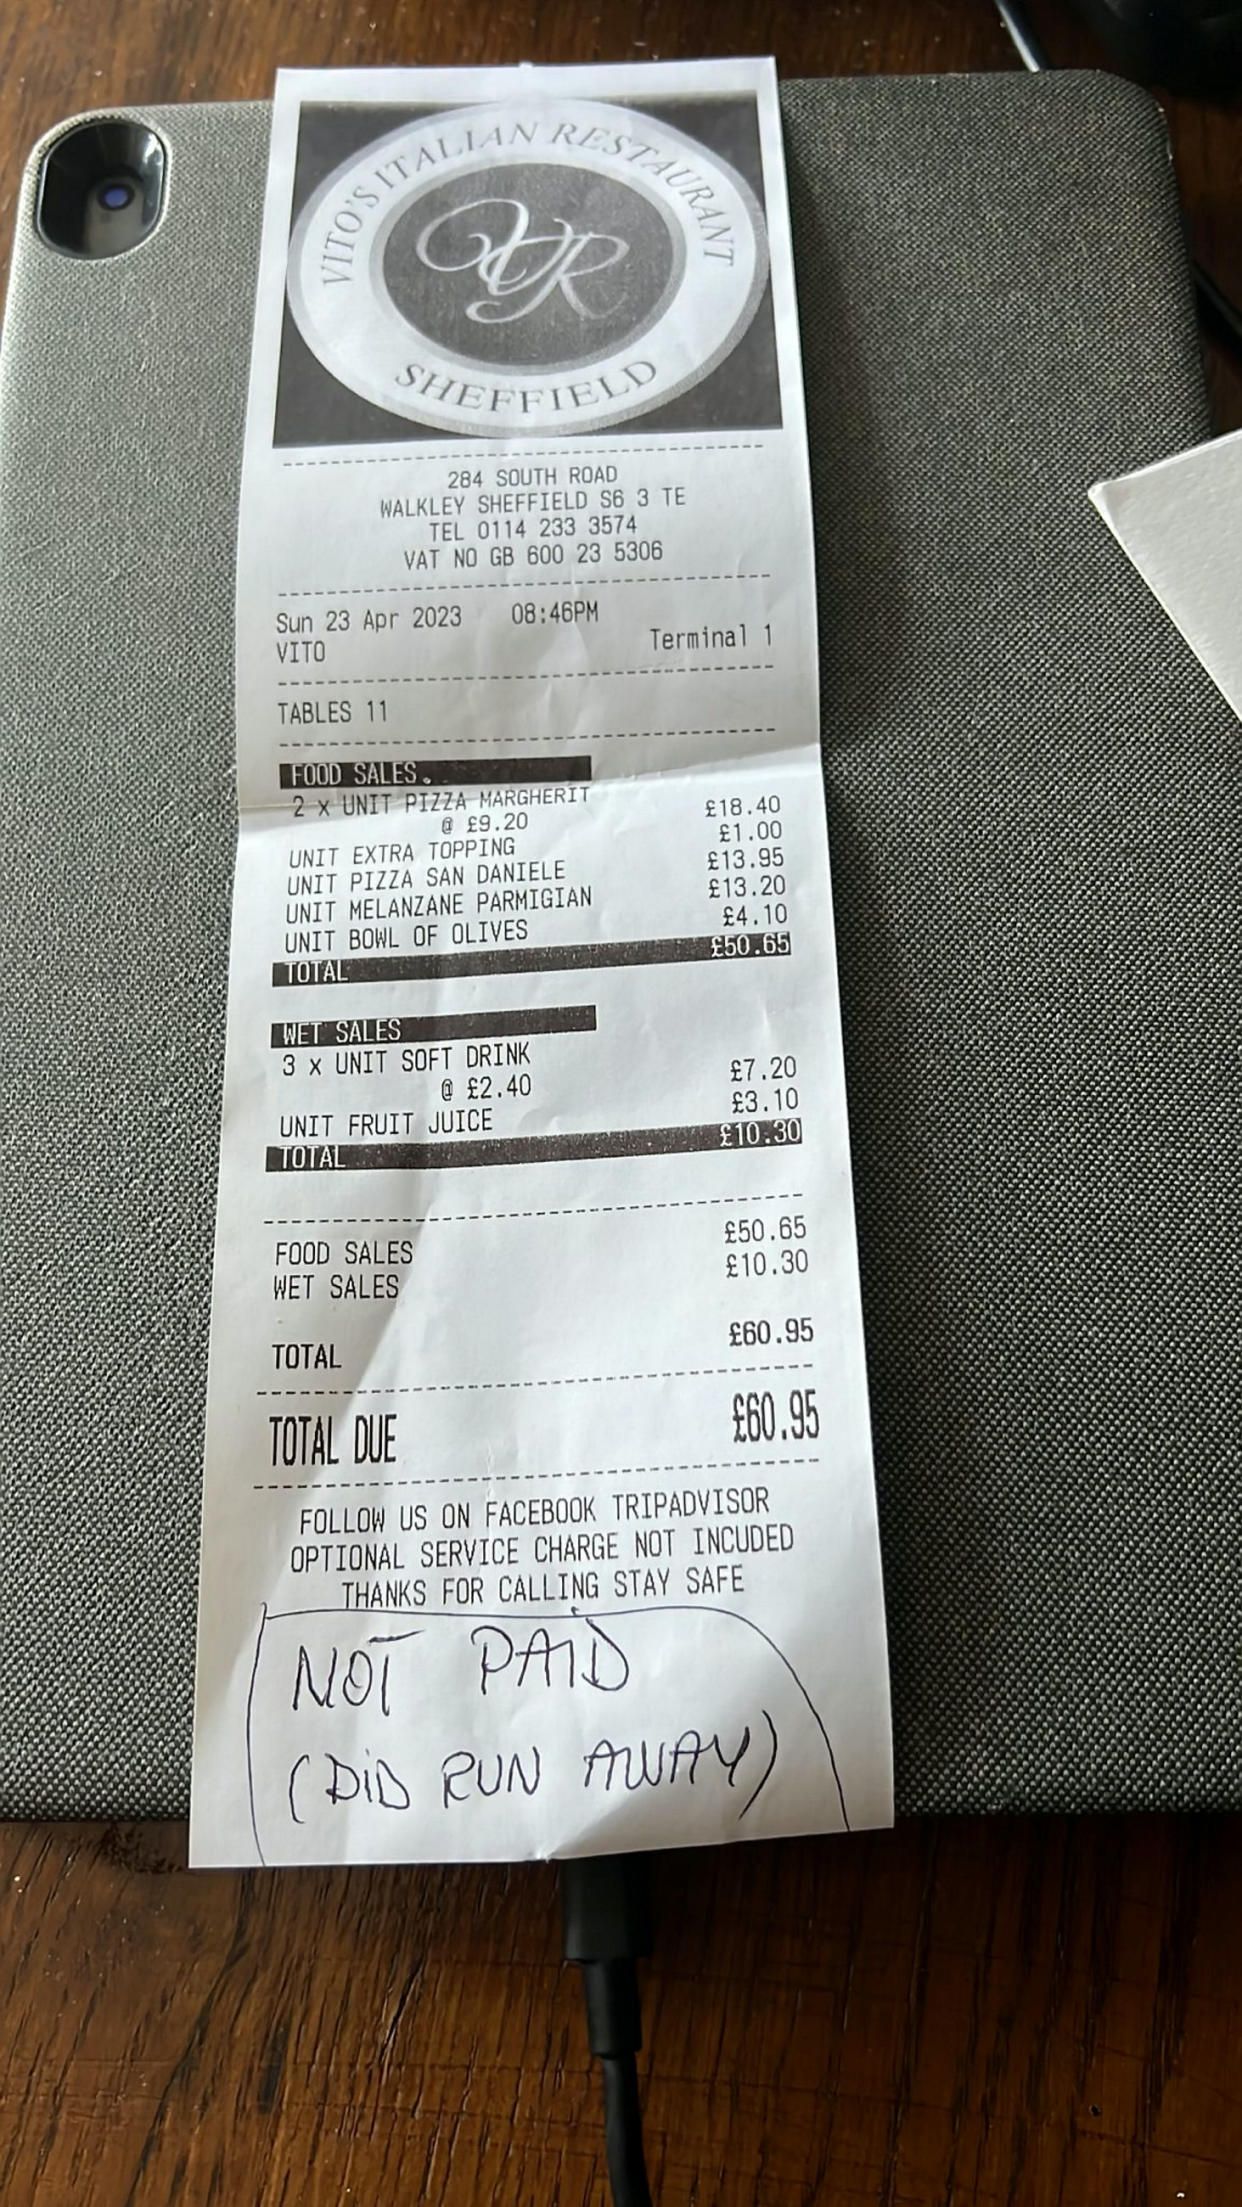 VITO'S ITALIAN RESTAURANT
VR
SHEFFIELD
284 SOUTH ROAD
WALKLEY SHEFFIELD S6 3 TE
TEL 0114 233 3574
VAT NO GB 600 23 5306
Sun 23 Apr 2023 08:46PM
VITO Terminal 1
TABLES 11
FOOD SALES.
2 x UNIT PIZZA MARGHERIT £18.40
@ £9.20
UNIT EXTRA TOPPING £1.00
UNIT PIZZA SAN DANIELE £13.95
UNIT MELANZANE PARMIGIAN £13.20
UNIT BOWL OF OLIVES £4.10
TOTAL £50.65
WET SALES
3 x UNIT SOFT DRINK £7.20
@ £2.40
UNIT FRUIT JUICE £3.10
TOTAL £10.30
FOOD SALES £50.65
WET SALES £10.30
TOTAL £60.95
TOTAL DUE £60.95
FOLLOW US ON FACEBOOK TRIPADVISOR
OPTIONAL SERVICE CHARGE NOT INCUDED
THANKS FOR CALLING STAY SAFE
NOT PAID
(DID RUN AWAY)